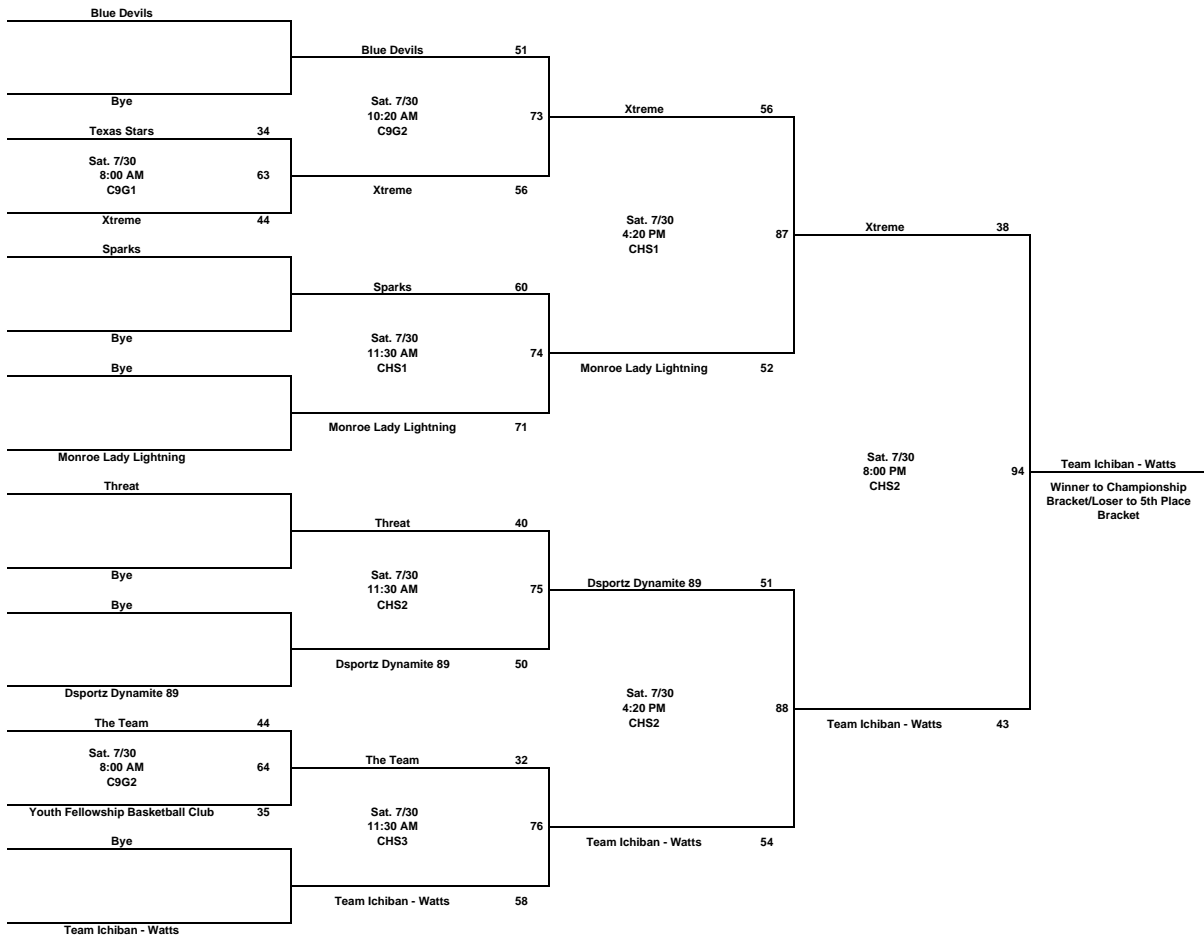 Blue Devils
Blue Devils 51
Bye
Sat. 7/30
10:20 AM
C9G2
73
Xtreme 56
Texas Stars 34
Sat. 7/30
8:00 AM
C9G1
63
Xtreme 56
Xtreme 44
Sat. 7/30
4:20 PM
CHS1
87
Xtreme 38
Sparks
Sparks 60
Bye
Sat. 7/30
11:30 AM
CHS1
74
Bye
Monroe Lady Lightning 52
Monroe Lady Lightning 71
Monroe Lady Lightning
Sat. 7/30
8:00 PM
CHS2
94
Team Ichiban - Watts
Winner to Championship
Bracket/Loser to 5th Place
Bracket
Threat
Threat 40
Bye
Sat. 7/30
11:30 AM
CHS2
75
Dsportz Dynamite 89 51
Bye
Dsportz Dynamite 89 50
Dsportz Dynamite 89
Sat. 7/30
4:20 PM
CHS2
88
Team Ichiban - Watts 43
The Team 44
Sat. 7/30
8:00 AM
C9G2
64
The Team 32
Youth Fellowship Basketball Club 35
Sat. 7/30
11:30 AM
CHS3
76
Bye
Team Ichiban - Watts 54
Team Ichiban - Watts 58
Team Ichiban - Watts